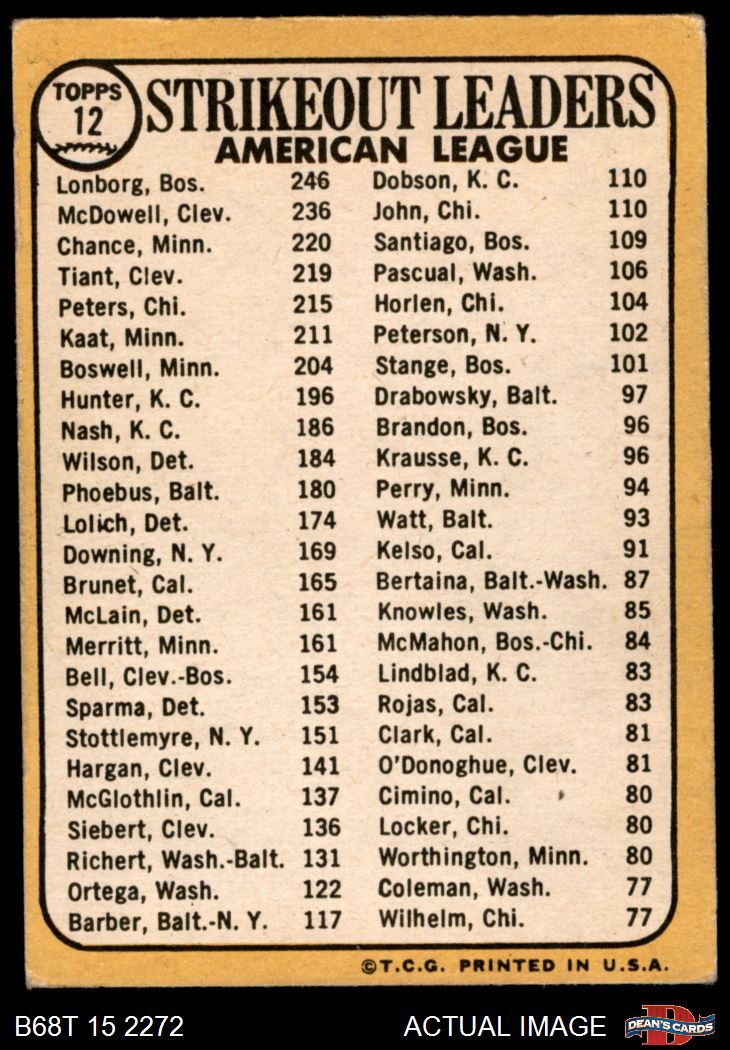 TOPPS
12
STRIKEOUT LEADERS
AMERICAN LEAGUE
Lonborg, Bos. 246
McDowell, Clev. 236
Chance, Minn. 220
Tiant, Clev. 219
Peters, Chi. 215
Kaat, Minn. 211
Boswell, Minn. 204
Hunter, K. C. 196
Nash, K. C. 186
Wilson, Det. 184
Phoebus, Balt. 180
Lolich, Det. 174
Downing, N. Y. 169
Brunet, Cal. 165
McLain, Det. 161
Merritt, Minn. 161
Bell, Clev.-Bos. 154
Sparma, Det. 153
Stottlemyre, N. Y. 151
Hargan, Clev. 141
McGlothlin, Cal. 137
Siebert, Clev. 136
Richert, Wash.-Balt. 131
Ortega, Wash. 122
Barber, Balt.-N. Y. 117
Dobson, K. C. 110
John, Chi. 110
Santiago, Bos. 109
Pascual, Wash. 106
Horlen, Chi. 104
Peterson, N. Y. 102
Stange, Bos. 101
Drabowsky, Balt. 97
Brandon, Bos. 96
Krausse, K. C. 96
Perry, Minn. 94
Watt, Balt. 93
Kelso, Cal. 91
Bertaina, Balt.-Wash. 87
Knowles, Wash. 85
McMahon, Bos.-Chi. 84
Lindblad, K. C. 83
Rojas, Cal. 83
Clark, Cal. 81
O'Donoghue, Clev. 81
Cimino, Cal. 80
Locker, Chi. 80
Worthington, Minn. 80
Coleman, Wash. 77
Wilhelm, Chi. 77
©T.C.G. PRINTED IN U.S.A.
B68T 15 2272
ACTUAL IMAGE
D
DEAN'S CARDS